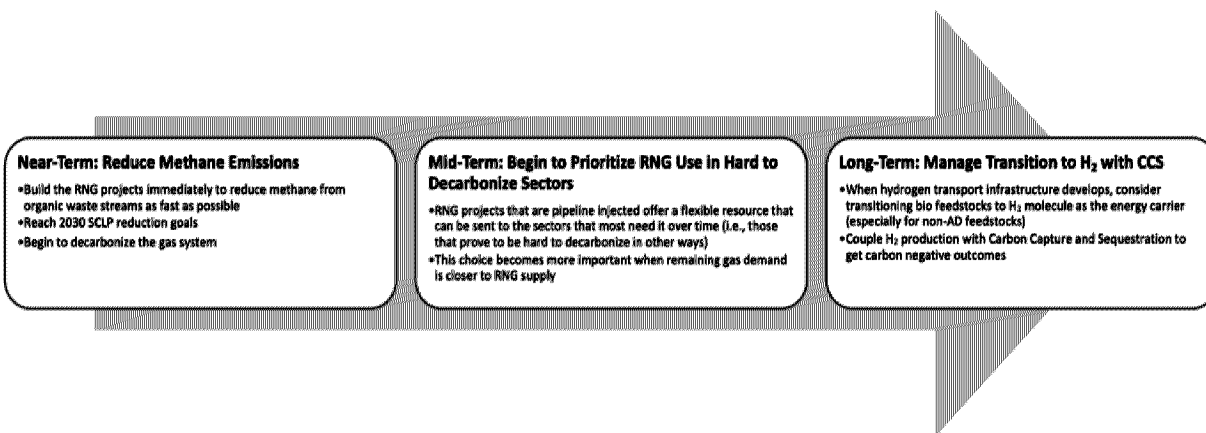 Near-Term: Reduce Methane Emissions
•Build the RNG projects immediately to reduce methane from
organic waste streams as fast as possible
•Reach 2030 SCLP reduction goals
•Begin to decarbonize the gas system
Mid-Term: Begin to Prioritize RNG Use in Hard to
Decarbonize Sectors
•RNG projects that are pipeline injected offer a flexible resource that
can be sent to the sectors that most need it over time (i.e., those
that prove to be hard to decarbonize in other ways)
•This choice becomes more important when remaining gas demand
is closer to RNG supply
Long-Term: Manage Transition to H₂ with CCS
•When hydrogen transport infrastructure develops, consider
transitioning bio feedstocks to H₂ molecule as the energy carrier
(especially for non-AD feedstocks)
•Couple H₂ production with Carbon Capture and Sequestration to
get carbon negative outcomes